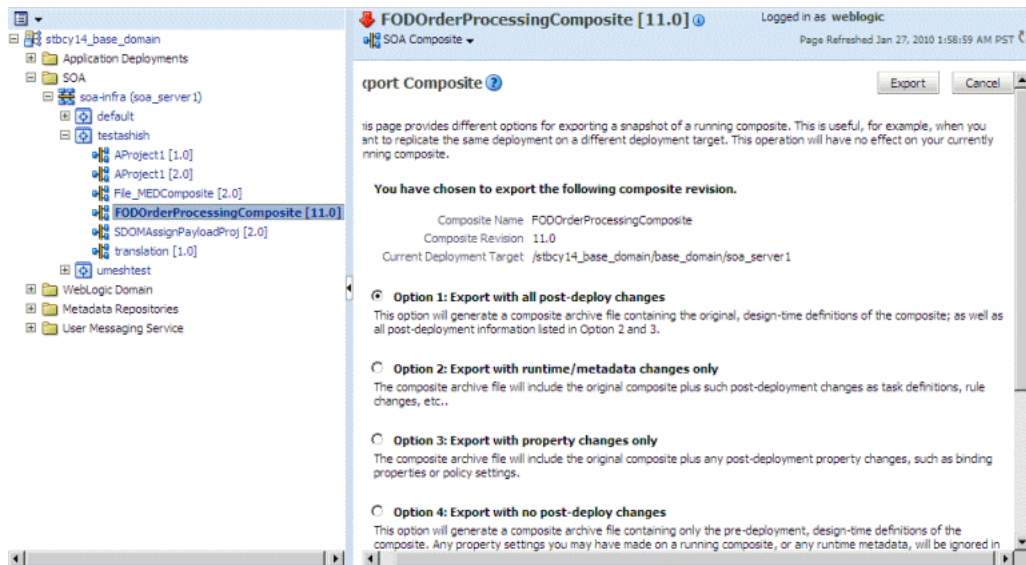 stbcy14_base_domain
Application Deployments
SOA
soa-infra (soa_server1)
default
testashish
AProject1 [1.0]
AProject1 [2.0]
File_MEDComposite [2.0]
FODOrderProcessingComposite [11.0]
SDOMAssignPayloadProj [2.0]
translation [1.0]
umeshtest
WebLogic Domain
Metadata Repositories
User Messaging Service
FODOrderProcessingComposite [11.0]
Logged in as weblogic
SOA Composite
Page Refreshed Jan 27, 2010 1:58:59 AM PST
xport Composite
Export
Cancel
his page provides different options for exporting a snapshot of a running composite. This is useful, for example, when you
ant to replicate the same deployment on a different deployment target. This operation will have no effect on your currently
nning composite.
You have chosen to export the following composite revision.
Composite Name FODOrderProcessingComposite
Composite Revision 11.0
Current Deployment Target /stbcy14_base_domain/base_domain/soa_server1
Option 1: Export with all post-deploy changes
This option will generate a composite archive file containing the original, design-time definitions of the composite; as well as
all post-deployment information listed in Option 2 and 3.
Option 2: Export with runtime/metadata changes only
The composite archive file will include the original composite plus such post-deployment changes as task definitions, rule
changes, etc..
Option 3: Export with property changes only
The composite archive file will include the original composite plus any post-deployment property changes, such as binding
properties or policy settings.
Option 4: Export with no post-deploy changes
This option will generate a composite archive file containing only the pre-deployment, design-time definitions of the
composite. Any property settings you may have made on a running composite, or any runtime metadata, will be ignored in